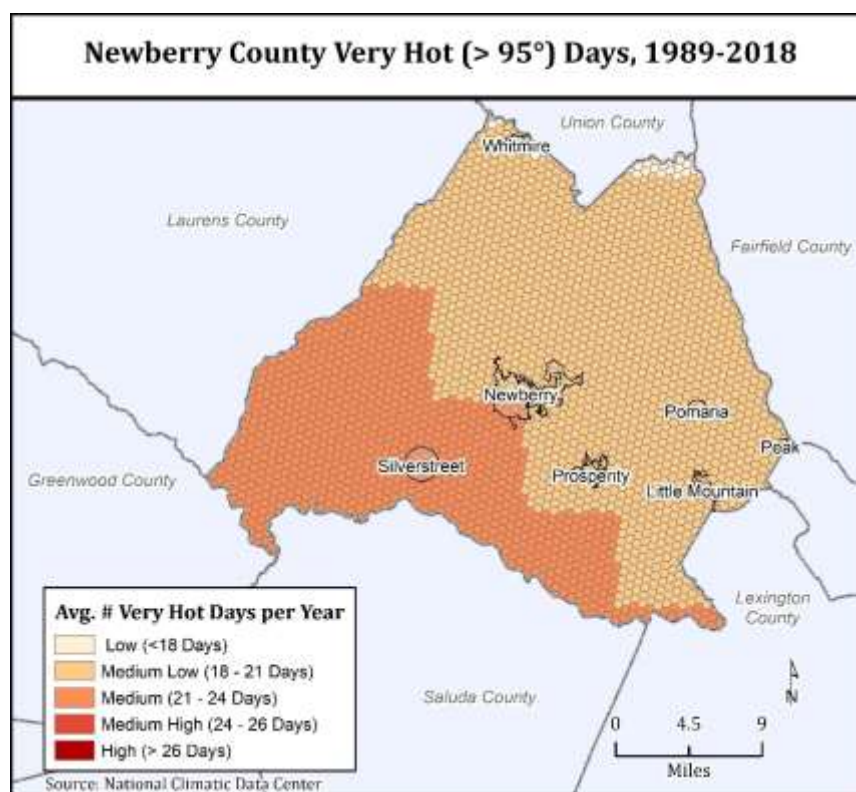 Newberry County Very Hot (> 95°) Days, 1989-2018
Union County
Whitmire
Laurens County
Fairfield County
Newberry
Pomaria
Peak
Silverstreet
Prosperity
Greenwood County
Little Mountain
Avg. # Very Hot Days per Year
Low (<18 Days)
Medium Low (18 - 21 Days)
Medium (21 - 24 Days)
Medium High (24 - 26 Days)
High (> 26 Days)
Lexington
County
Saluda County
N
0 4.5 9
Miles
Source: National Climatic Data Center